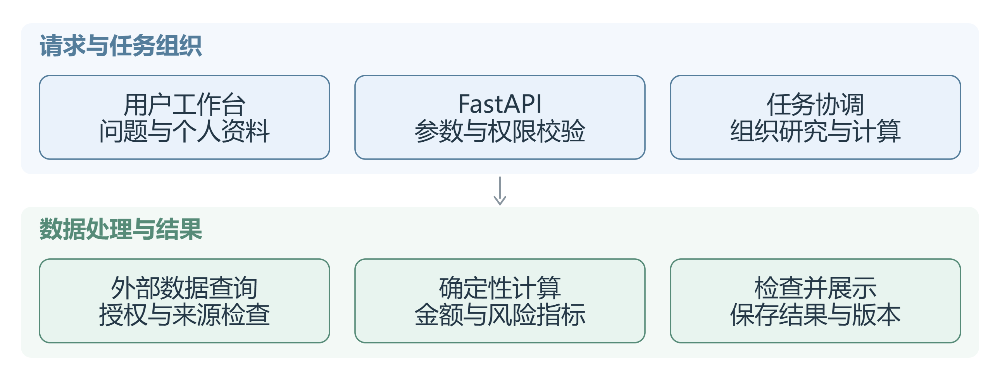 请求与任务组织
用户工作台
问题与个人资料
FastAPI
参数与权限校验
任务协调
组织研究与计算
数据处理与结果
外部数据查询
授权与来源检查
确定性计算
金额与风险指标
检查并展示
保存结果与版本